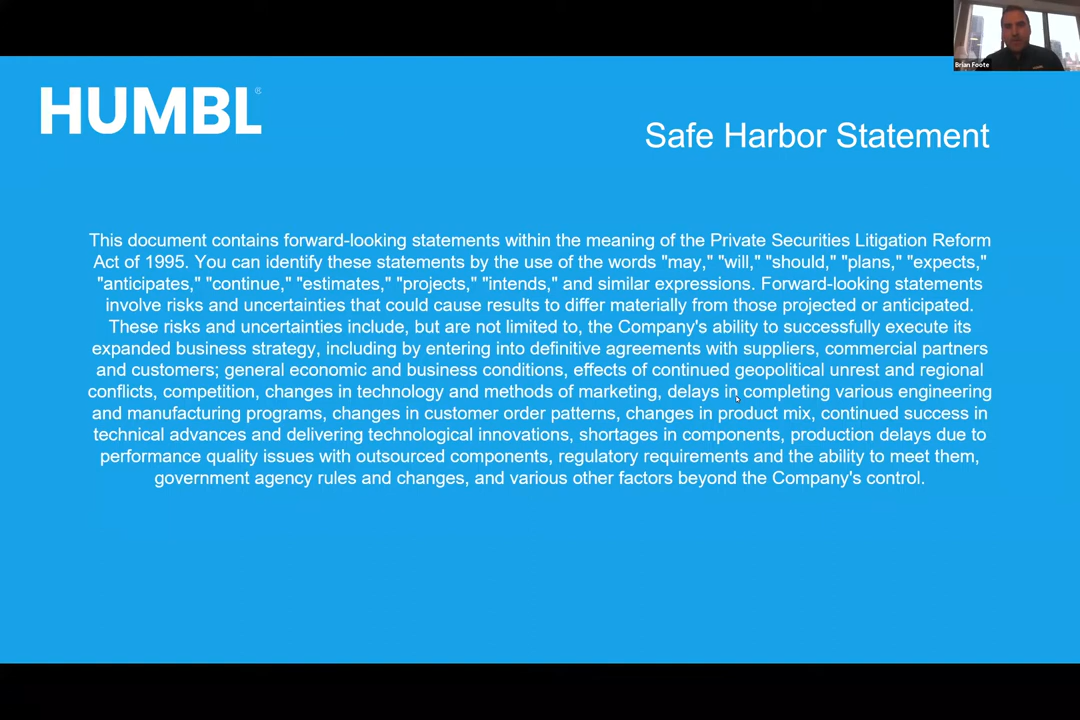 Brian Foote
HUMBL®
Safe Harbor Statement
This document contains forward-looking statements within the meaning of the Private Securities Litigation Reform
Act of 1995. You can identify these statements by the use of the words "may," "will," "should," "plans," "expects,"
"anticipates," "continue," "estimates," "projects," "intends," and similar expressions. Forward-looking statements
involve risks and uncertainties that could cause results to differ materially from those projected or anticipated.
These risks and uncertainties include, but are not limited to, the Company's ability to successfully execute its
expanded business strategy, including by entering into definitive agreements with suppliers, commercial partners
and customers; general economic and business conditions, effects of continued geopolitical unrest and regional
conflicts, competition, changes in technology and methods of marketing, delays in completing various engineering
and manufacturing programs, changes in customer order patterns, changes in product mix, continued success in
technical advances and delivering technological innovations, shortages in components, production delays due to
performance quality issues with outsourced components, regulatory requirements and the ability to meet them,
government agency rules and changes, and various other factors beyond the Company's control.